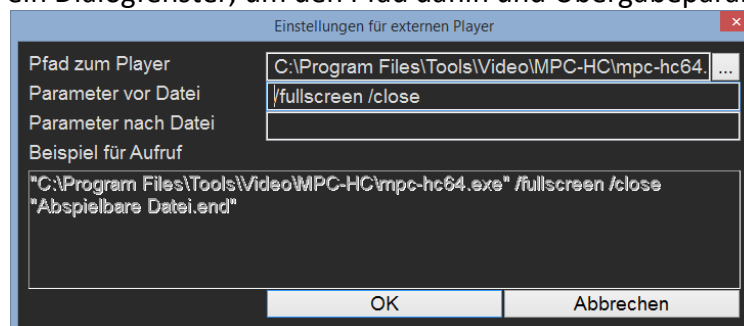 ein Dialogfenster, um den Pfad dahin und Übergabepara
Einstellungen für externen Player
Pfad zum Player C:\Program Files\Tools\Video\MPC-HC\mpc-hc64. ...
Parameter vor Datei /fullscreen /close
Parameter nach Datei
Beispiel für Aufruf
"C:\Program Files\Tools\Video\MPC-HC\mpc-hc64.exe" /fullscreen /close
"Abspielbare Datei.end"
OK Abbrechen